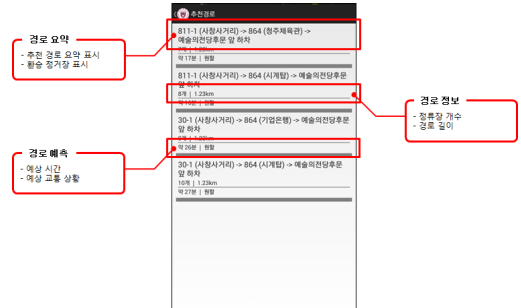 추천경로
경로 요약
- 추천 경로 요약 표시
- 환승 정거장 표시
811-1 (사창사거리) -> 864 (청주체육관) ->
예술의전당후문 앞 하차
약 17분 | 원활
811-1 (사창사거리) -> 864 (시계탑) -> 예술의전당후문
앞 하차
8개 | 1.23km
원활
경로 정보
- 정류장 개수
- 경로 길이
30-1 (사창사거리) -> 864 (기업은행) -> 예술의전당후문
앞 하차
약 26분 | 원활
경로 예측
- 예상 시간
- 예상 교통 상황
30-1 (사창사거리) -> 864 (시계탑) -> 예술의전당후문
앞 하차
10개 | 1.23km
약 27분 | 원활